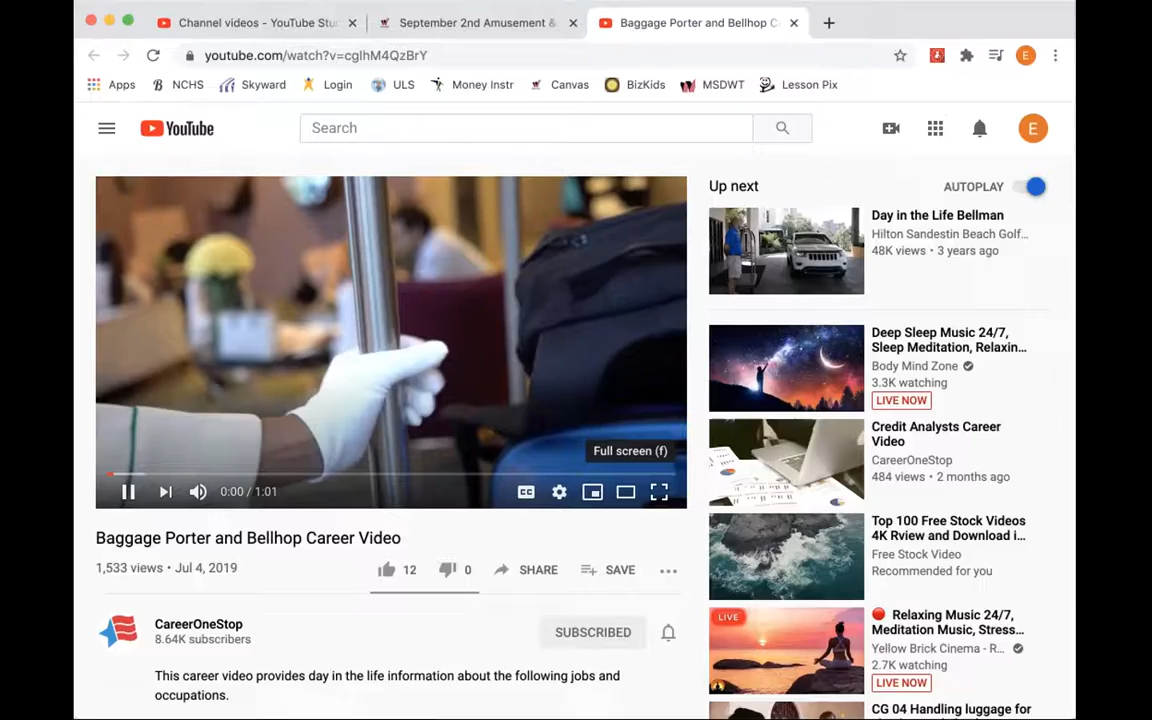 Channel videos - YouTube Stu
September 2nd Amusement &
Baggage Porter and Bellhop C
youtube.com/watch?v=cglhM4QzBrY
E
Apps
NCHS
Skyward
Login
ULS
Money Instr
Canvas
BizKids
MSDWT
Lesson Pix
YouTube
Search
E
Full screen (f)
0:00 / 1:01
CC
Baggage Porter and Bellhop Career Video
1,533 views • Jul 4, 2019
12
0
SHARE
SAVE
CareerOneStop
8.64K subscribers
SUBSCRIBED
This career video provides day in the life information about the following jobs and
occupations.
Up next
AUTOPLAY
Day in the Life Bellman
Hilton Sandestin Beach Golf...
48K views • 3 years ago
Deep Sleep Music 24/7,
Sleep Meditation, Relaxin...
Body Mind Zone
3.3K watching
LIVE NOW
Credit Analysts Career
Video
CareerOneStop
484 views • 2 months ago
Top 100 Free Stock Videos
4K Rview and Download i...
Free Stock Video
Recommended for you
LIVE
Relaxing Music 24/7,
Meditation Music, Stress...
Yellow Brick Cinema - R...
2.7K watching
LIVE NOW
CG 04 Handling luggage for